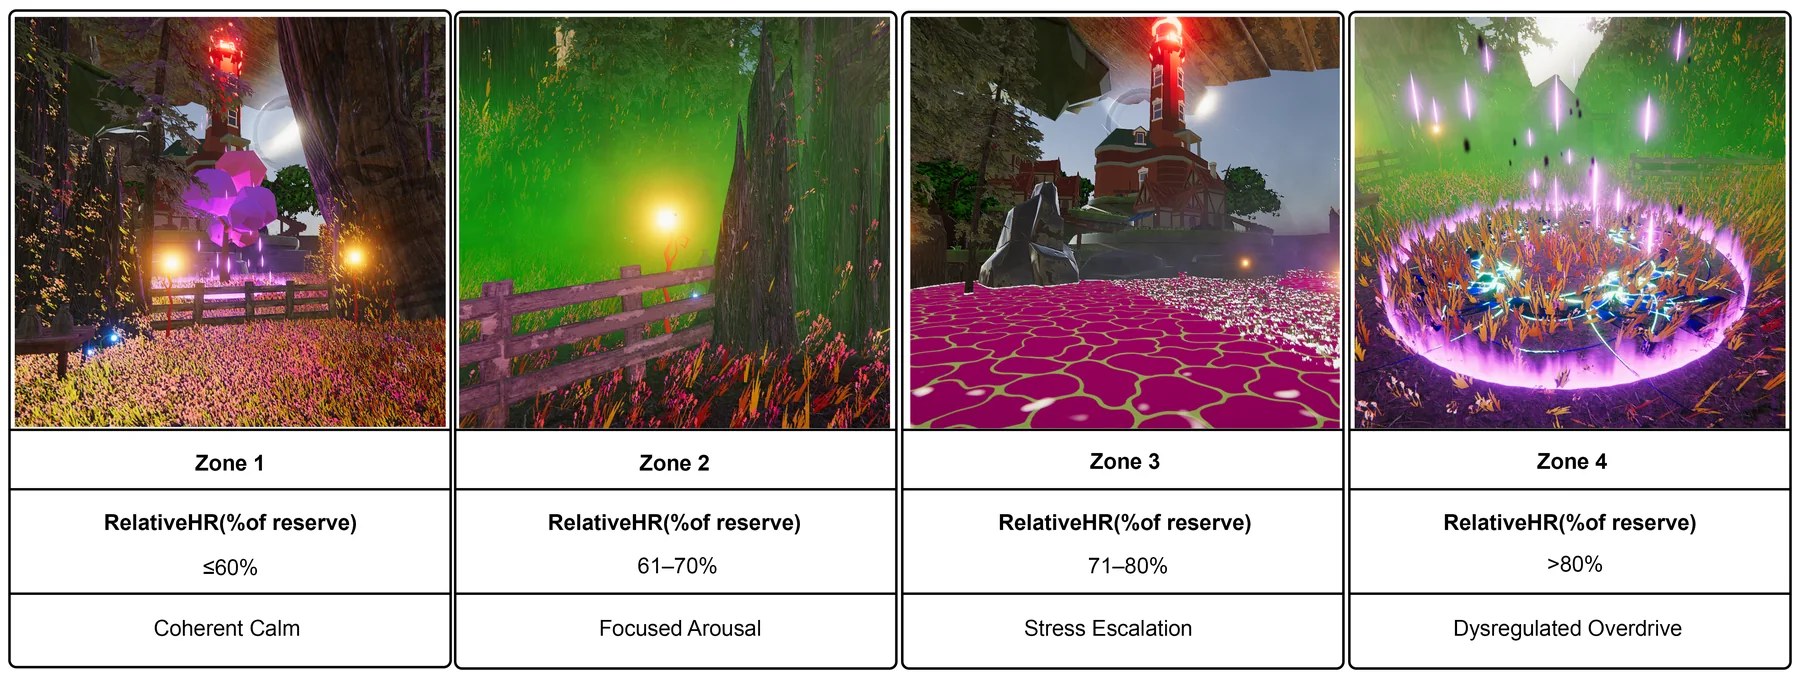 Zone 1
RelativeHR(%of reserve)
≤60%
Coherent Calm
Zone 2
RelativeHR(%of reserve)
61–70%
Focused Arousal
Zone 3
RelativeHR(%of reserve)
71–80%
Stress Escalation
Zone 4
RelativeHR(%of reserve)
>80%
Dysregulated Overdrive